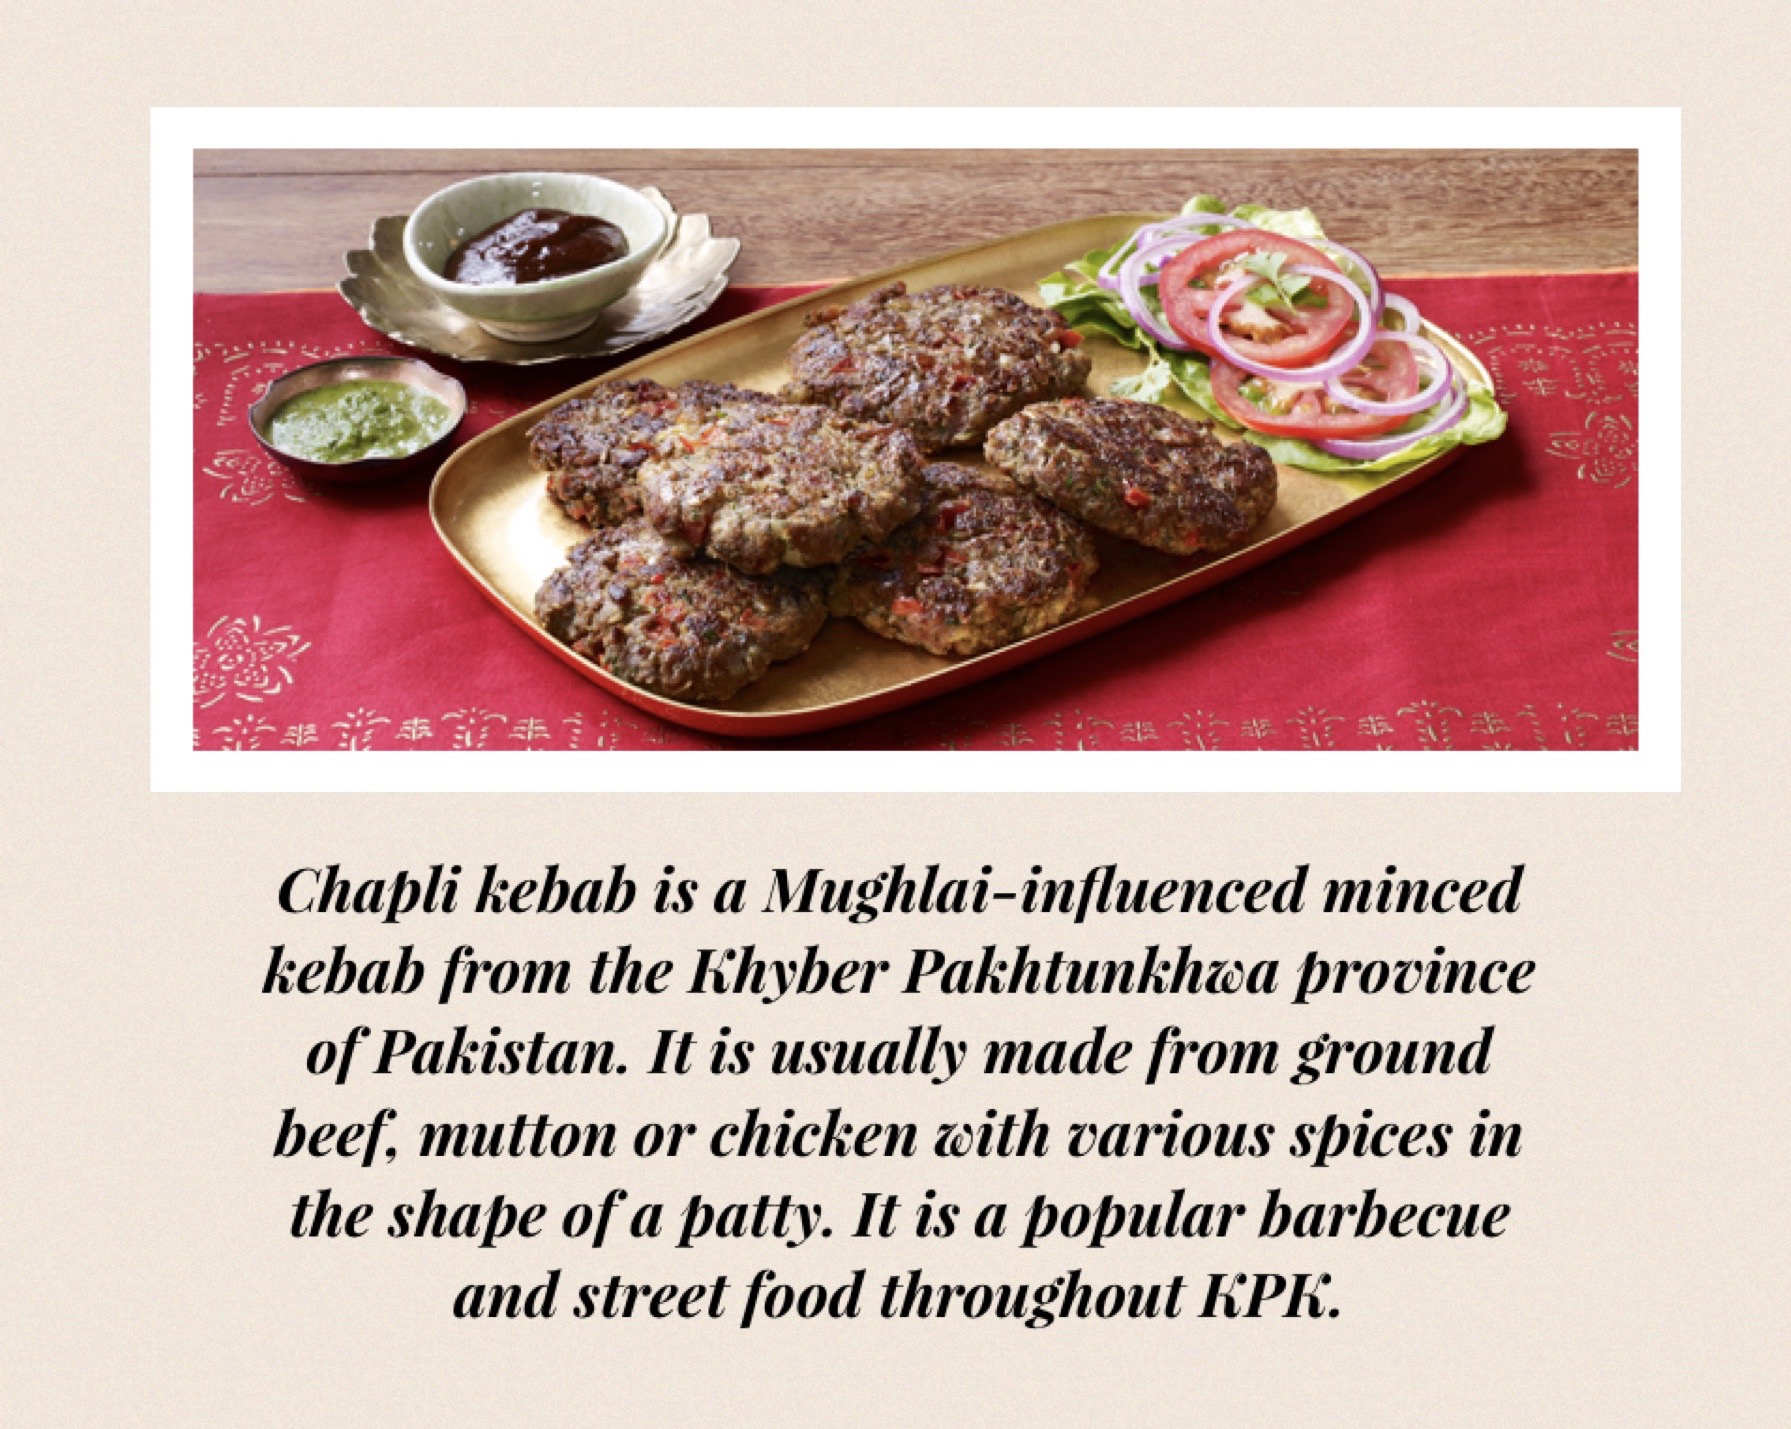 Chapli kebab is a Mughlai-influenced minced
kebab from the Khyber Pakhtunkhwa province
of Pakistan. It is usually made from ground
beef, mutton or chicken with various spices in
the shape of a patty. It is a popular barbecue
and street food throughout KPK.